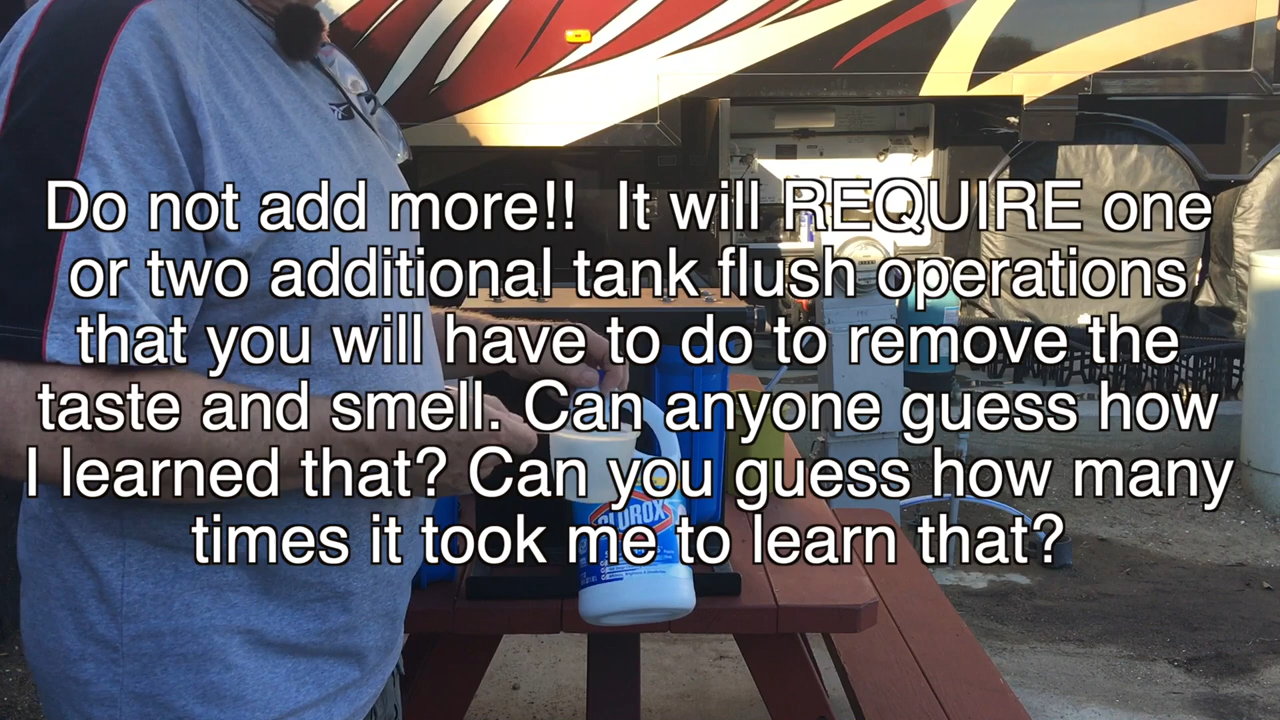 Do not add more!!  It will REQUIRE one
or two additional tank flush operations
that you will have to do to remove the
taste and smell. Can anyone guess how
I learned that? Can you guess how many
times it took me to learn that?
CLOROX